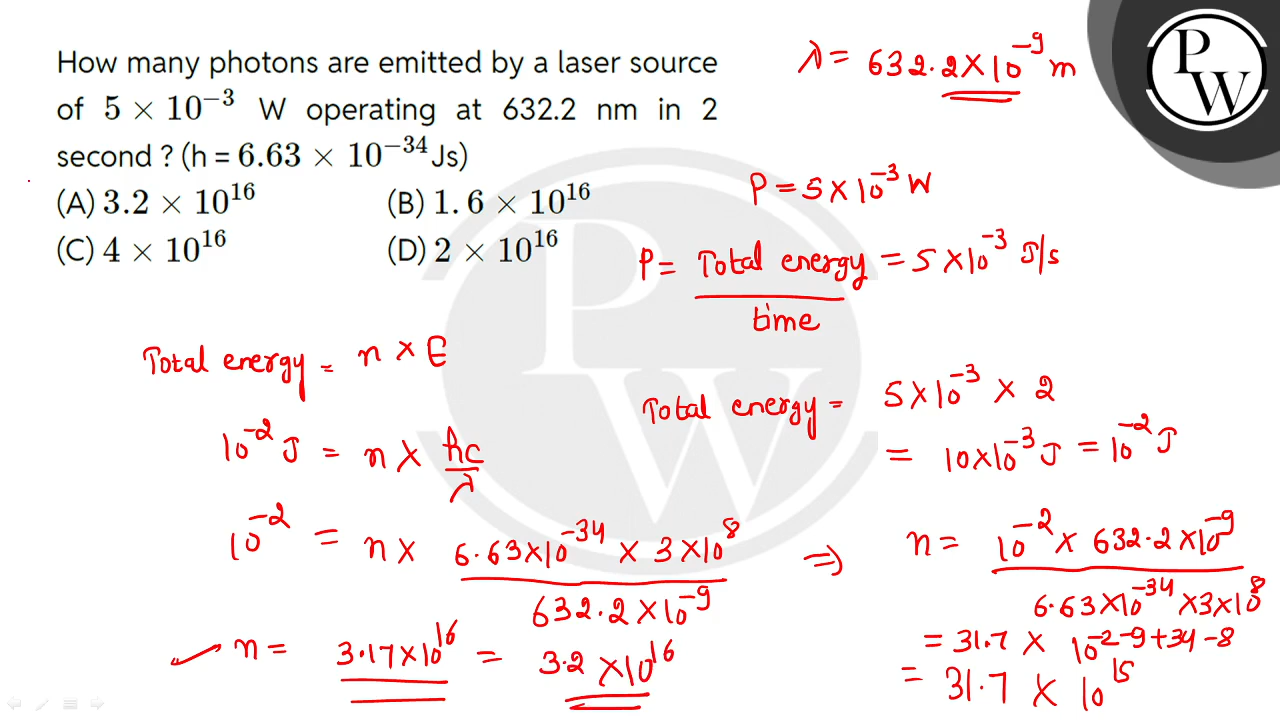 How many photons are emitted by a laser source
of 5 × 10⁻³ W operating at 632.2 nm in 2
second ? (h = 6.63 × 10⁻³⁴ Js)
(A) 3.2 × 10¹⁶ (B) 1.6 × 10¹⁶
(C) 4 × 10¹⁶ (D) 2 × 10¹⁶
λ = 632.2×10⁻⁹ m
P = 5×10⁻³ W
P = Total energy / time = 5×10⁻³ J/s
Total energy = 5×10⁻³ × 2
= 10×10⁻³ J = 10⁻² J
Total energy = n × E
10⁻² J = n × hc/λ
10⁻² = n × 6.63×10⁻³⁴ × 3×10⁸ / 632.2×10⁻⁹
⇒ n = 10⁻² × 632.2×10⁻⁹ / 6.63×10⁻³⁴ ×3×10⁸
= 31.7 × 10⁻²⁻⁹⁺³⁴⁻⁸
= 31.7 × 10¹⁵
n = 3.17×10¹⁶ = 3.2 ×10¹⁶
PW
PW